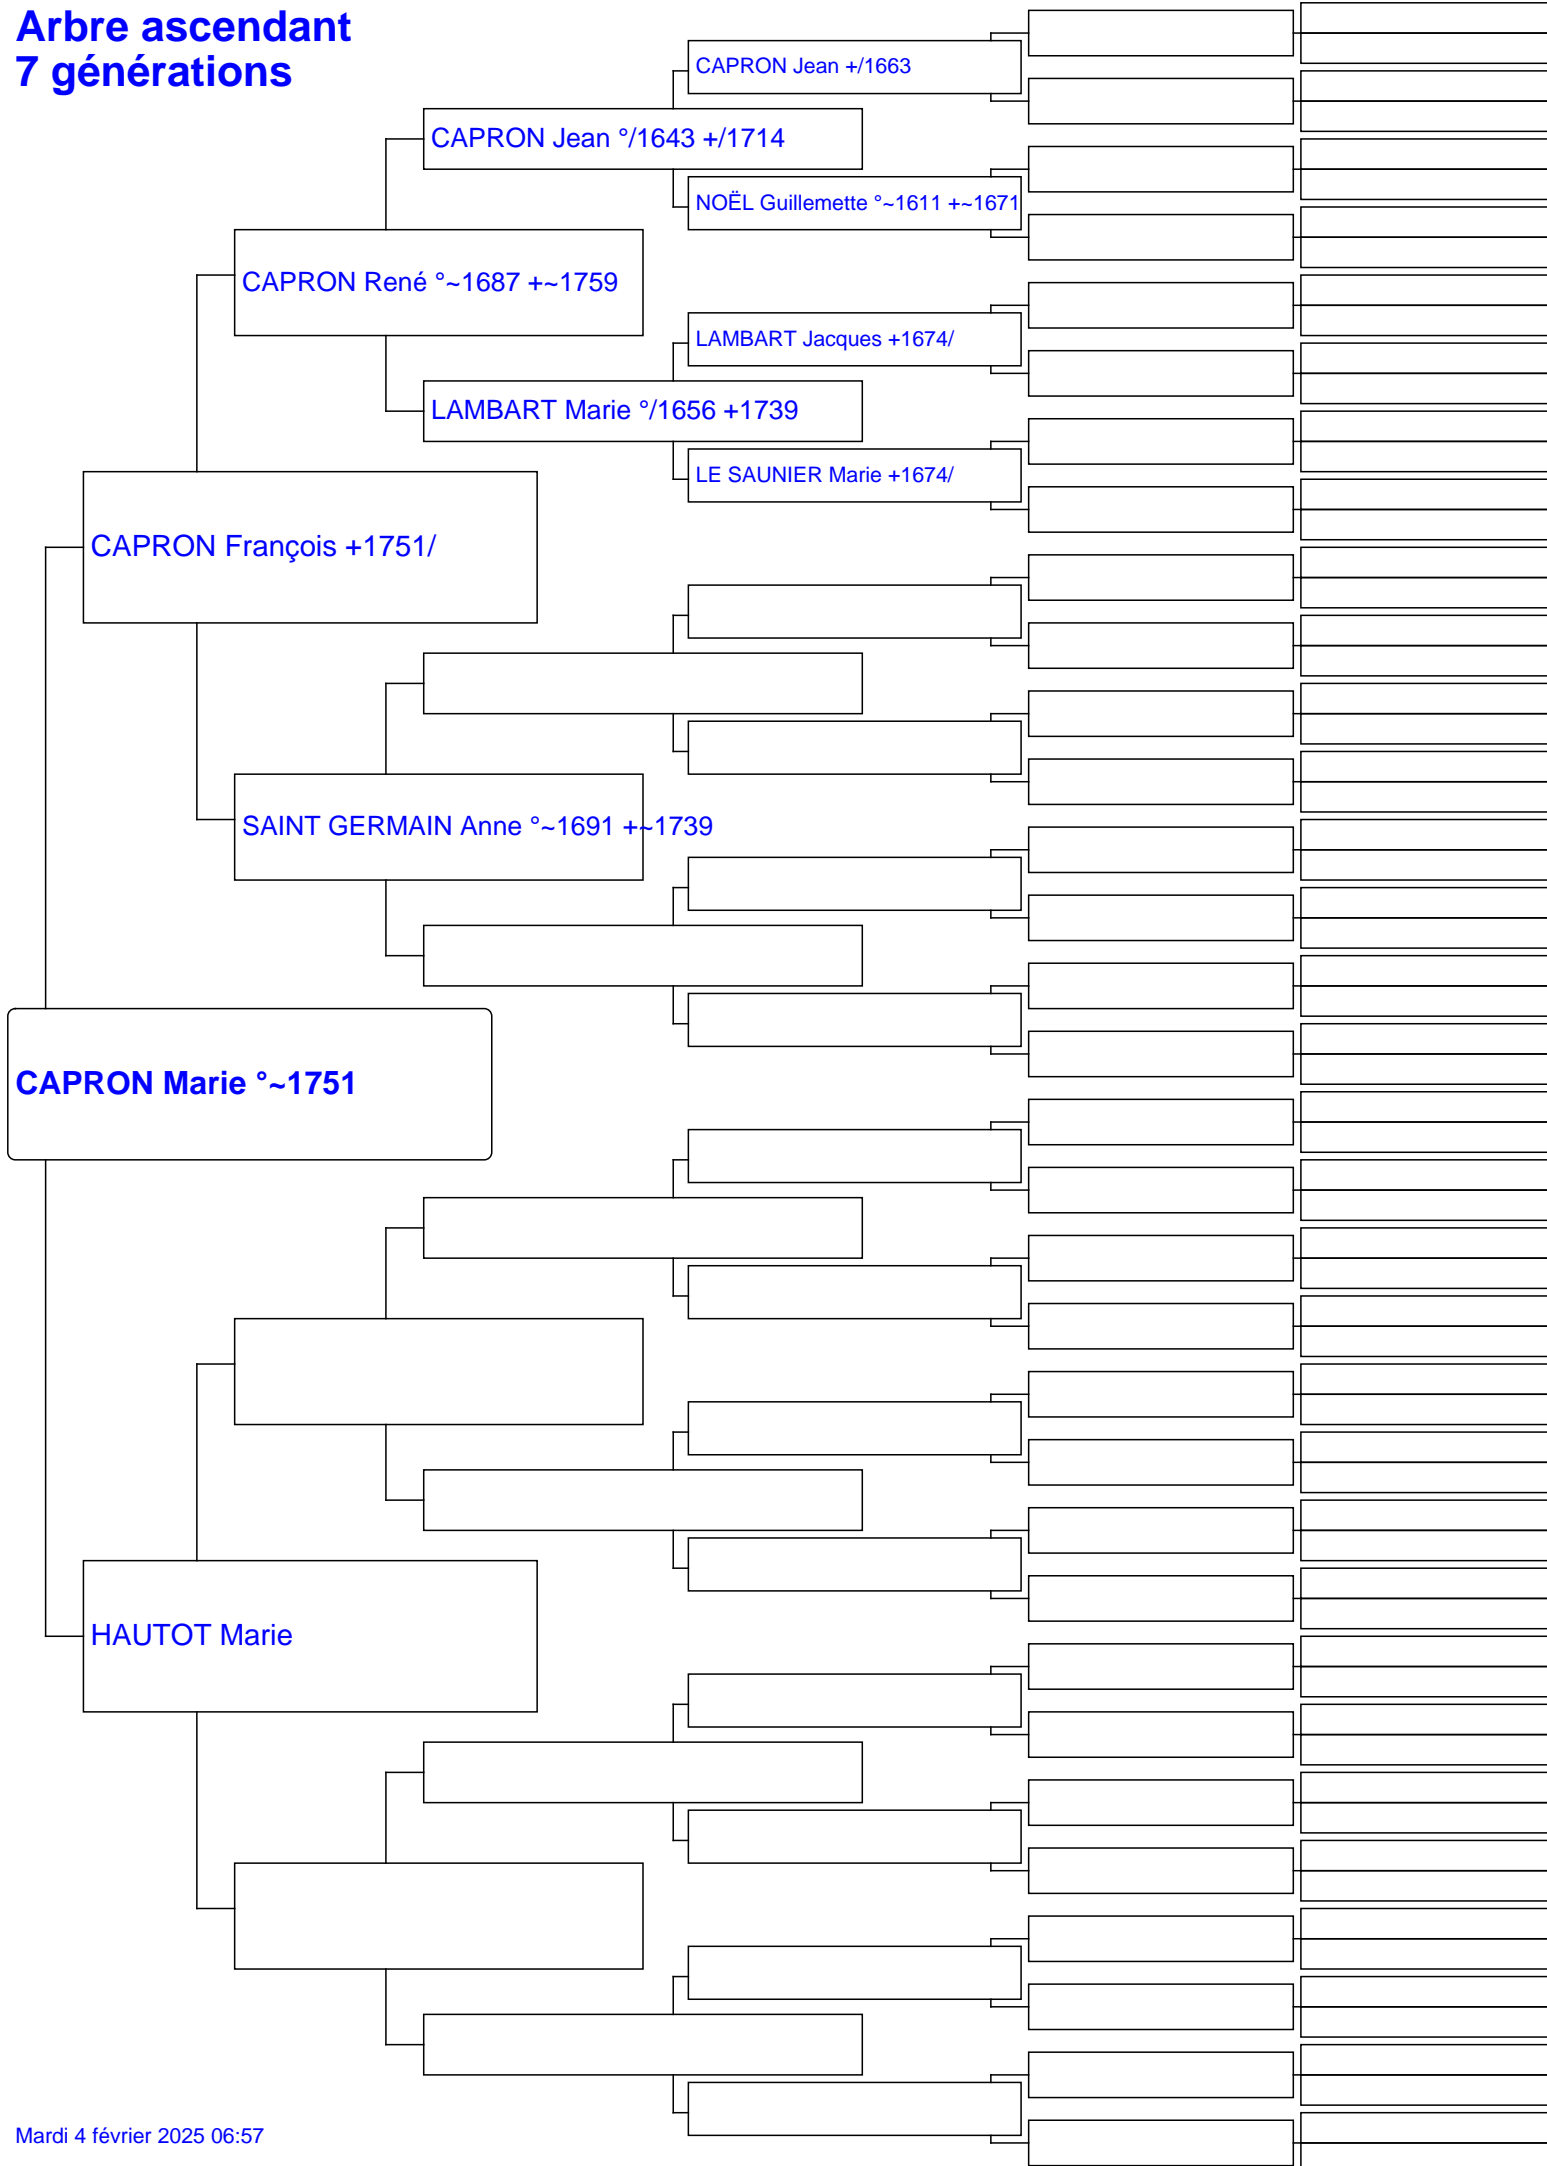 Arbre ascendant
7 générations
CAPRON Jean +/1663
CAPRON Jean °/1643 +/1714
NOËL Guillemette °~1611 +~1671
CAPRON René °~1687 +~1759
LAMBART Jacques +1674/
LAMBART Marie °/1656 +1739
LE SAUNIER Marie +1674/
CAPRON François +1751/
SAINT GERMAIN Anne °~1691 +~1739
CAPRON Marie °~1751
HAUTOT Marie
Mardi 4 février 2025 06:57